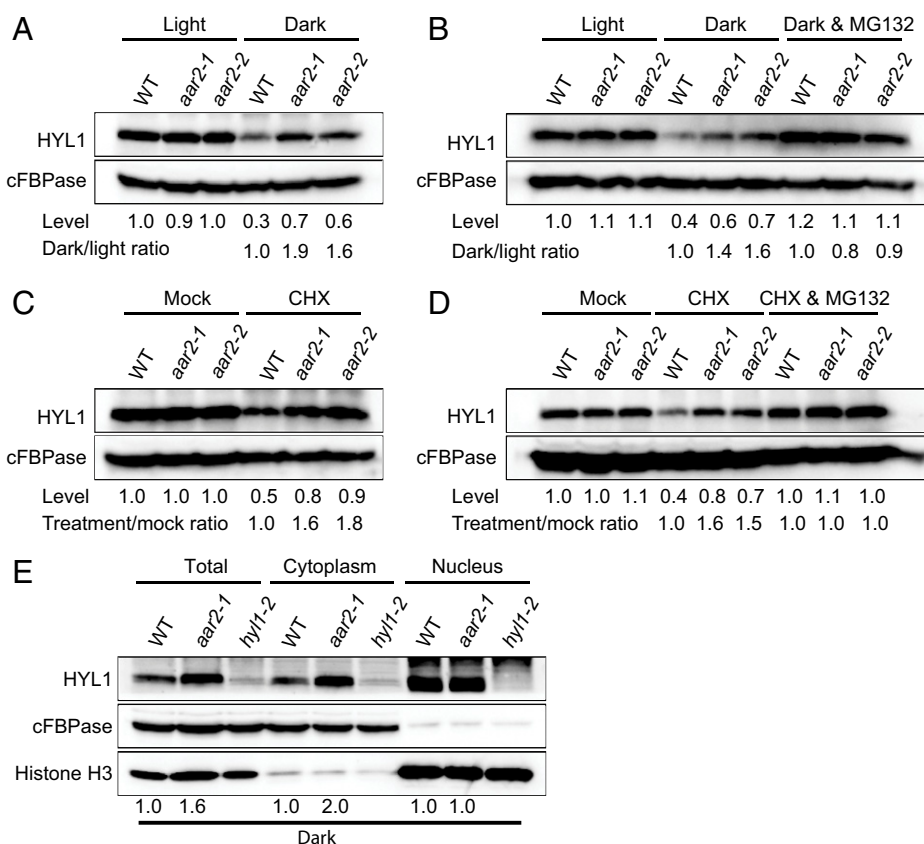 A
Light Dark
WT aar2-1 aar2-2 WT aar2-1 aar2-2
HYL1
cFBPase
Level 1.0 0.9 1.0 0.3 0.7 0.6
Dark/light ratio 1.0 1.9 1.6
B
Light Dark Dark & MG132
WT aar2-1 aar2-2 WT aar2-1 aar2-2 WT aar2-1 aar2-2
HYL1
cFBPase
Level 1.0 1.1 1.1 0.4 0.6 0.7 1.2 1.1 1.1
Dark/light ratio 1.0 1.4 1.6 1.0 0.8 0.9
C
Mock CHX
WT aar2-1 aar2-2 WT aar2-1 aar2-2
HYL1
cFBPase
Level 1.0 1.0 1.0 0.5 0.8 0.9
Treatment/mock ratio 1.0 1.6 1.8
D
Mock CHX CHX & MG132
WT aar2-1 aar2-2 WT aar2-1 aar2-2 WT aar2-1 aar2-2
HYL1
cFBPase
Level 1.0 1.0 1.1 0.4 0.8 0.7 1.0 1.1 1.0
Treatment/mock ratio 1.0 1.6 1.5 1.0 1.0 1.0
E
Total Cytoplasm Nucleus
WT aar2-1 hyl1-2 WT aar2-1 hyl1-2 WT aar2-1 hyl1-2
HYL1
cFBPase
Histone H3
1.0 1.6 1.0 2.0 1.0 1.0
Dark